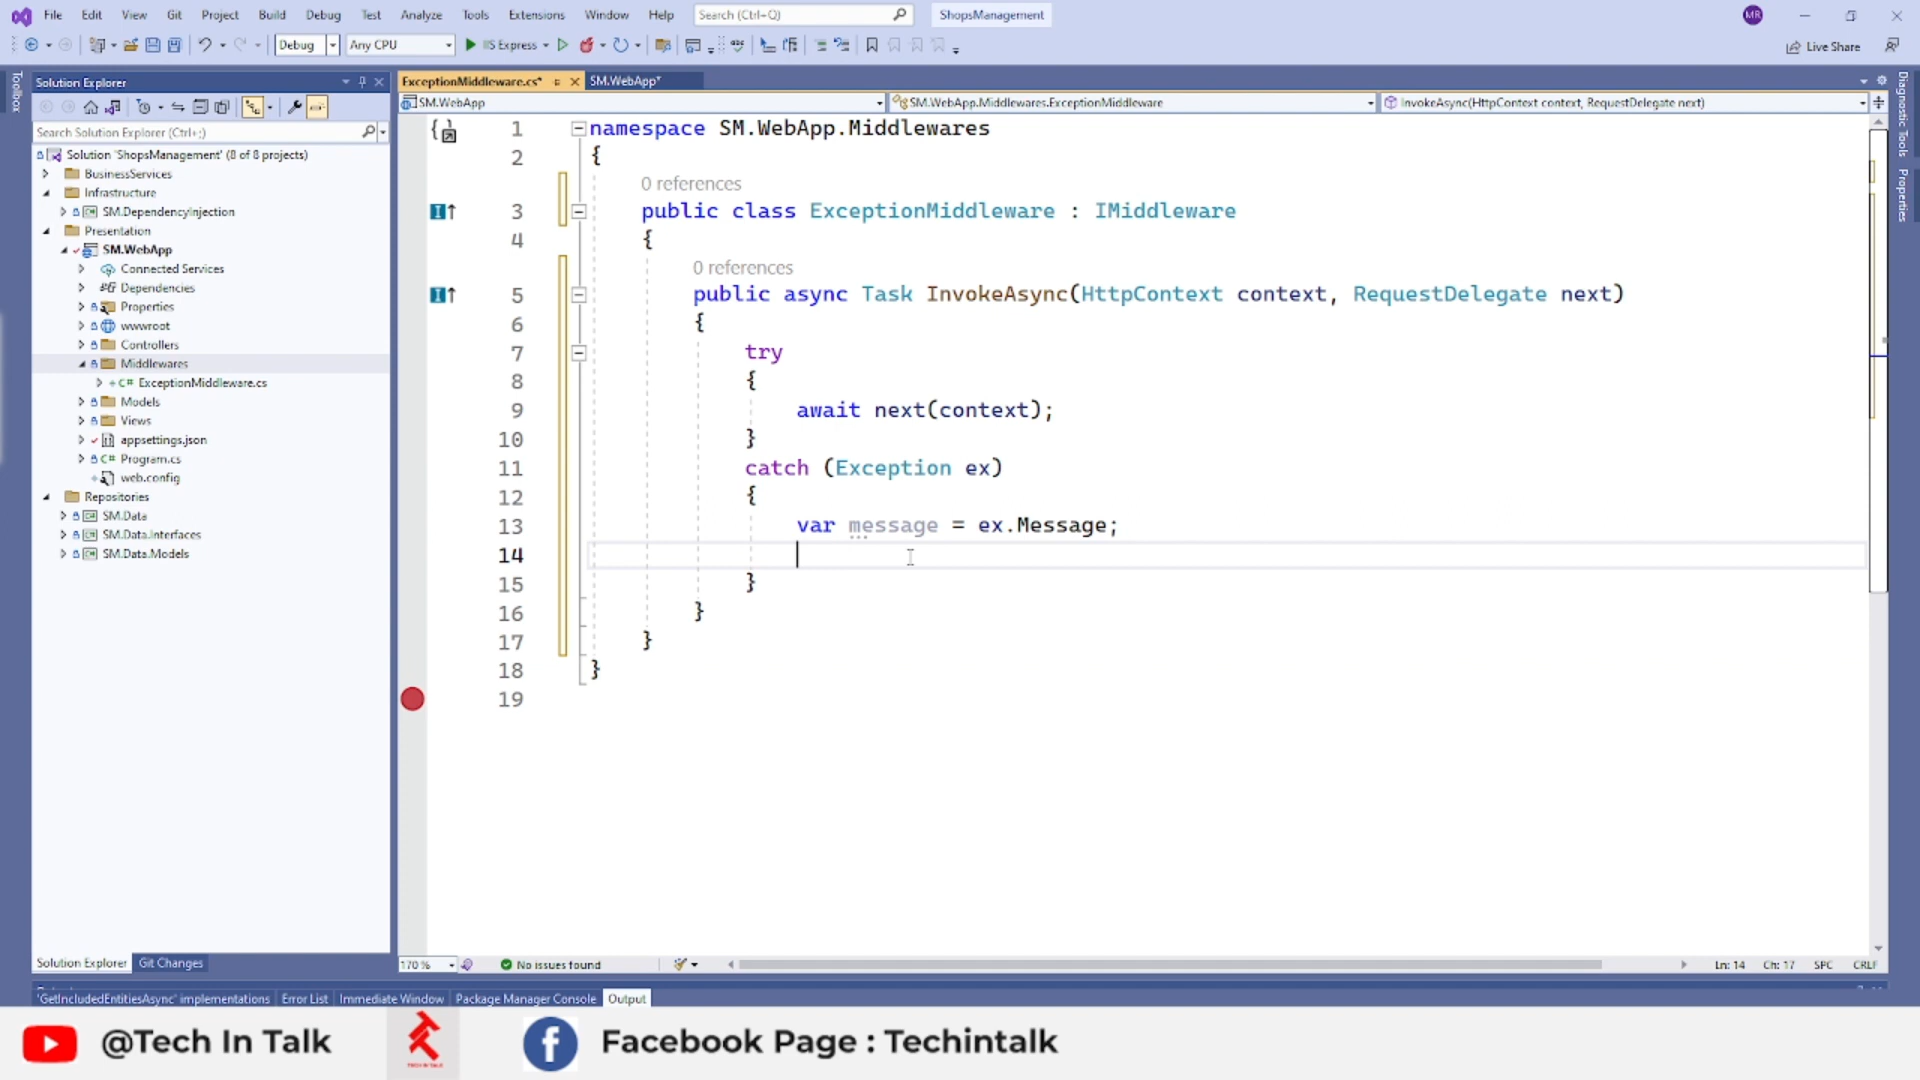 File Edit View Git Project Build Debug Test Analyze Tools Extensions Window Help Search (Ctrl+Q) ShopsManagement MR
Debug Any CPU IIS Express Live Share
Toolbox
Solution Explorer
Search Solution Explorer (Ctrl+;)
Solution 'ShopsManagement' (8 of 8 projects)
BusinessServices
Infrastructure
SM.DependencyInjection
Presentation
SM.WebApp
Connected Services
Dependencies
Properties
wwwroot
Controllers
Middlewares
ExceptionMiddleware.cs
Models
Views
appsettings.json
Program.cs
web.config
Repositories
SM.Data
SM.Data.Interfaces
SM.Data.Models
Solution Explorer Git Changes
ExceptionMiddleware.cs* SM.WebApp*
SM.WebApp SM.WebApp.Middlewares.ExceptionMiddleware InvokeAsync(HttpContext context, RequestDelegate next)
1 namespace SM.WebApp.Middlewares
2 {
0 references
3 public class ExceptionMiddleware : IMiddleware
4 {
0 references
5 public async Task InvokeAsync(HttpContext context, RequestDelegate next)
6 {
7 try
8 {
9 await next(context);
10 }
11 catch (Exception ex)
12 {
13 var message = ex.Message;
14
15 }
16 }
17 }
18 }
19
170 % No issues found Ln: 14 Ch: 17 SPC CRLF
Diagnostic Tools
Properties
'GetIncludedEntitiesAsync' implementations Error List Immediate Window Package Manager Console Output
@Tech In Talk TECH IN TALK Facebook Page : Techintalk